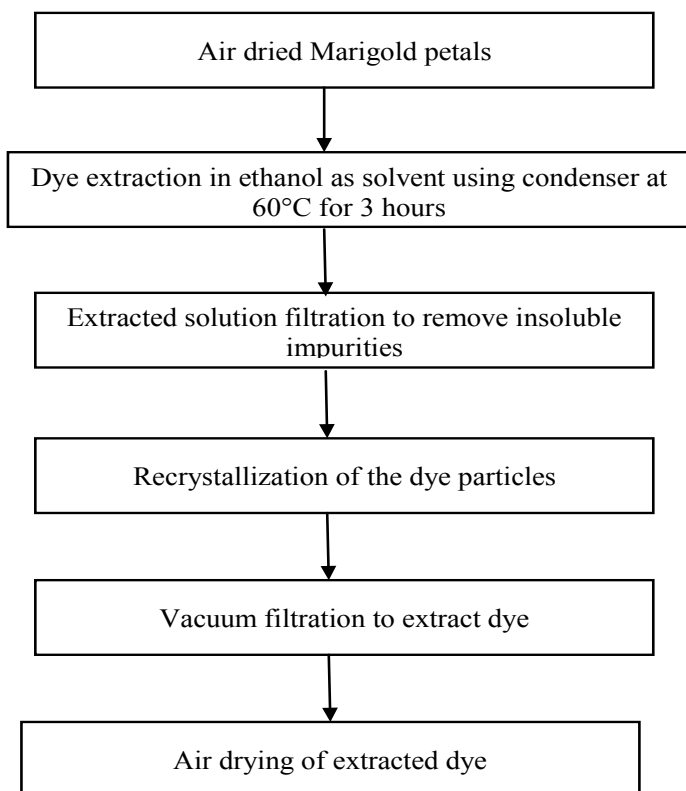 Air dried Marigold petals
Dye extraction in ethanol as solvent using condenser at
60°C for 3 hours
Extracted solution filtration to remove insoluble
impurities
Recrystallization of the dye particles
Vacuum filtration to extract dye
Air drying of extracted dye